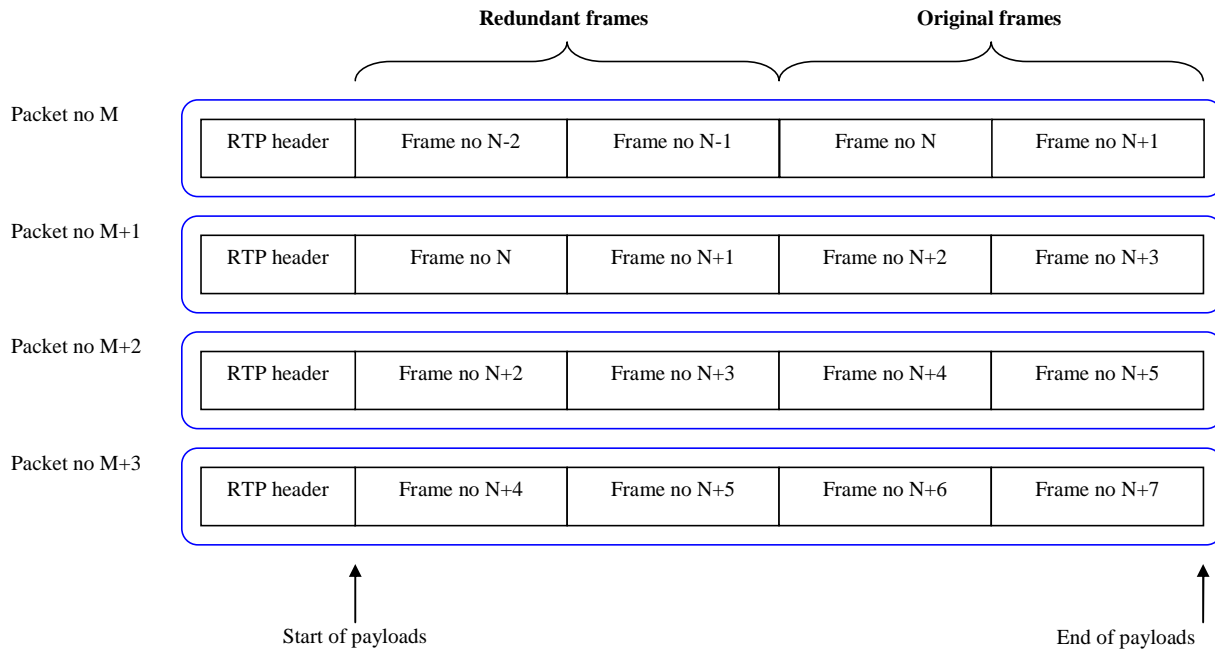 Redundant frames Original frames
Packet no M
RTP header Frame no N-2 Frame no N-1 Frame no N Frame no N+1
Packet no M+1
RTP header Frame no N Frame no N+1 Frame no N+2 Frame no N+3
Packet no M+2
RTP header Frame no N+2 Frame no N+3 Frame no N+4 Frame no N+5
Packet no M+3
RTP header Frame no N+4 Frame no N+5 Frame no N+6 Frame no N+7
Start of payloads End of payloads